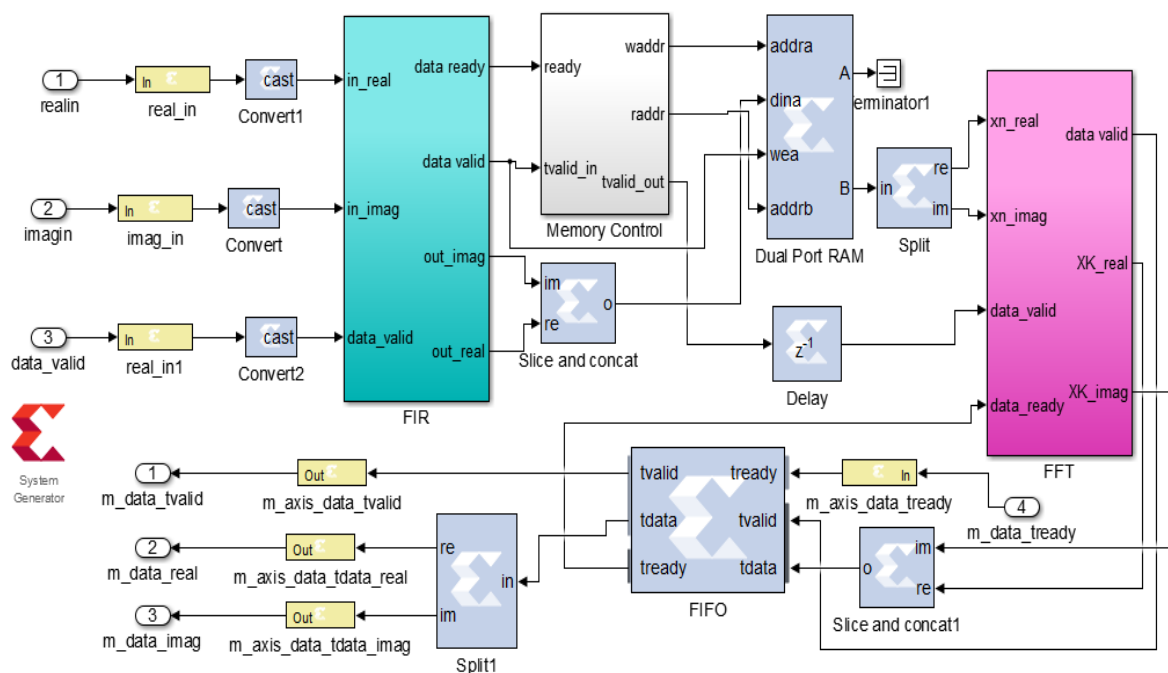 1
realin
In
real_in
cast
Convert1
2
imagin
In
imag_in
cast
Convert
3
data_valid
In
real_in1
cast
Convert2
in_real
in_imag
data_valid
data ready
data valid
out_imag
out_real
FIR
ready
tvalid_in
waddr
raddr
tvalid_out
Memory Control
im
re
o
Slice and concat
addra
dina
wea
addrb
A
B
Dual Port RAM
erminator1
in
re
im
Split
z-1
Delay
xn_real
xn_imag
data_valid
data_ready
data valid
XK_real
XK_imag
FFT
System
Generator
1
m_data_tvalid
Out
m_axis_data_tvalid
2
m_data_real
Out
m_axis_data_tdata_real
3
m_data_imag
Out
m_axis_data_tdata_imag
re
im
in
Split1
tvalid
tdata
tready
tready
tvalid
tdata
FIFO
In
m_axis_data_tready
4
m_data_tready
im
re
o
Slice and concat1